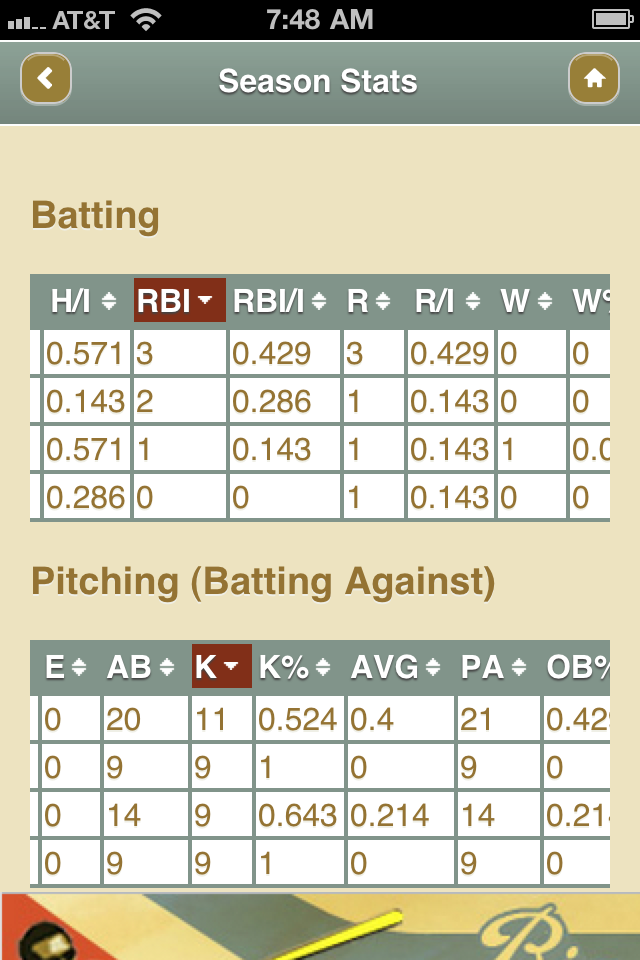 AT&T 7:48 AM
Season Stats
Batting
H/I RBI RBI/I R R/I W W%
0.571 3 0.429 3 0.429 0 0
0.143 2 0.286 1 0.143 0 0
0.571 1 0.143 1 0.143 1 0.0
0.286 0 0 1 0.143 0 0
Pitching (Batting Against)
E AB K K% AVG PA OB%
0 20 11 0.524 0.4 21 0.42
0 9 9 1 0 9 0
0 14 9 0.643 0.214 14 0.21
0 9 9 1 0 9 0